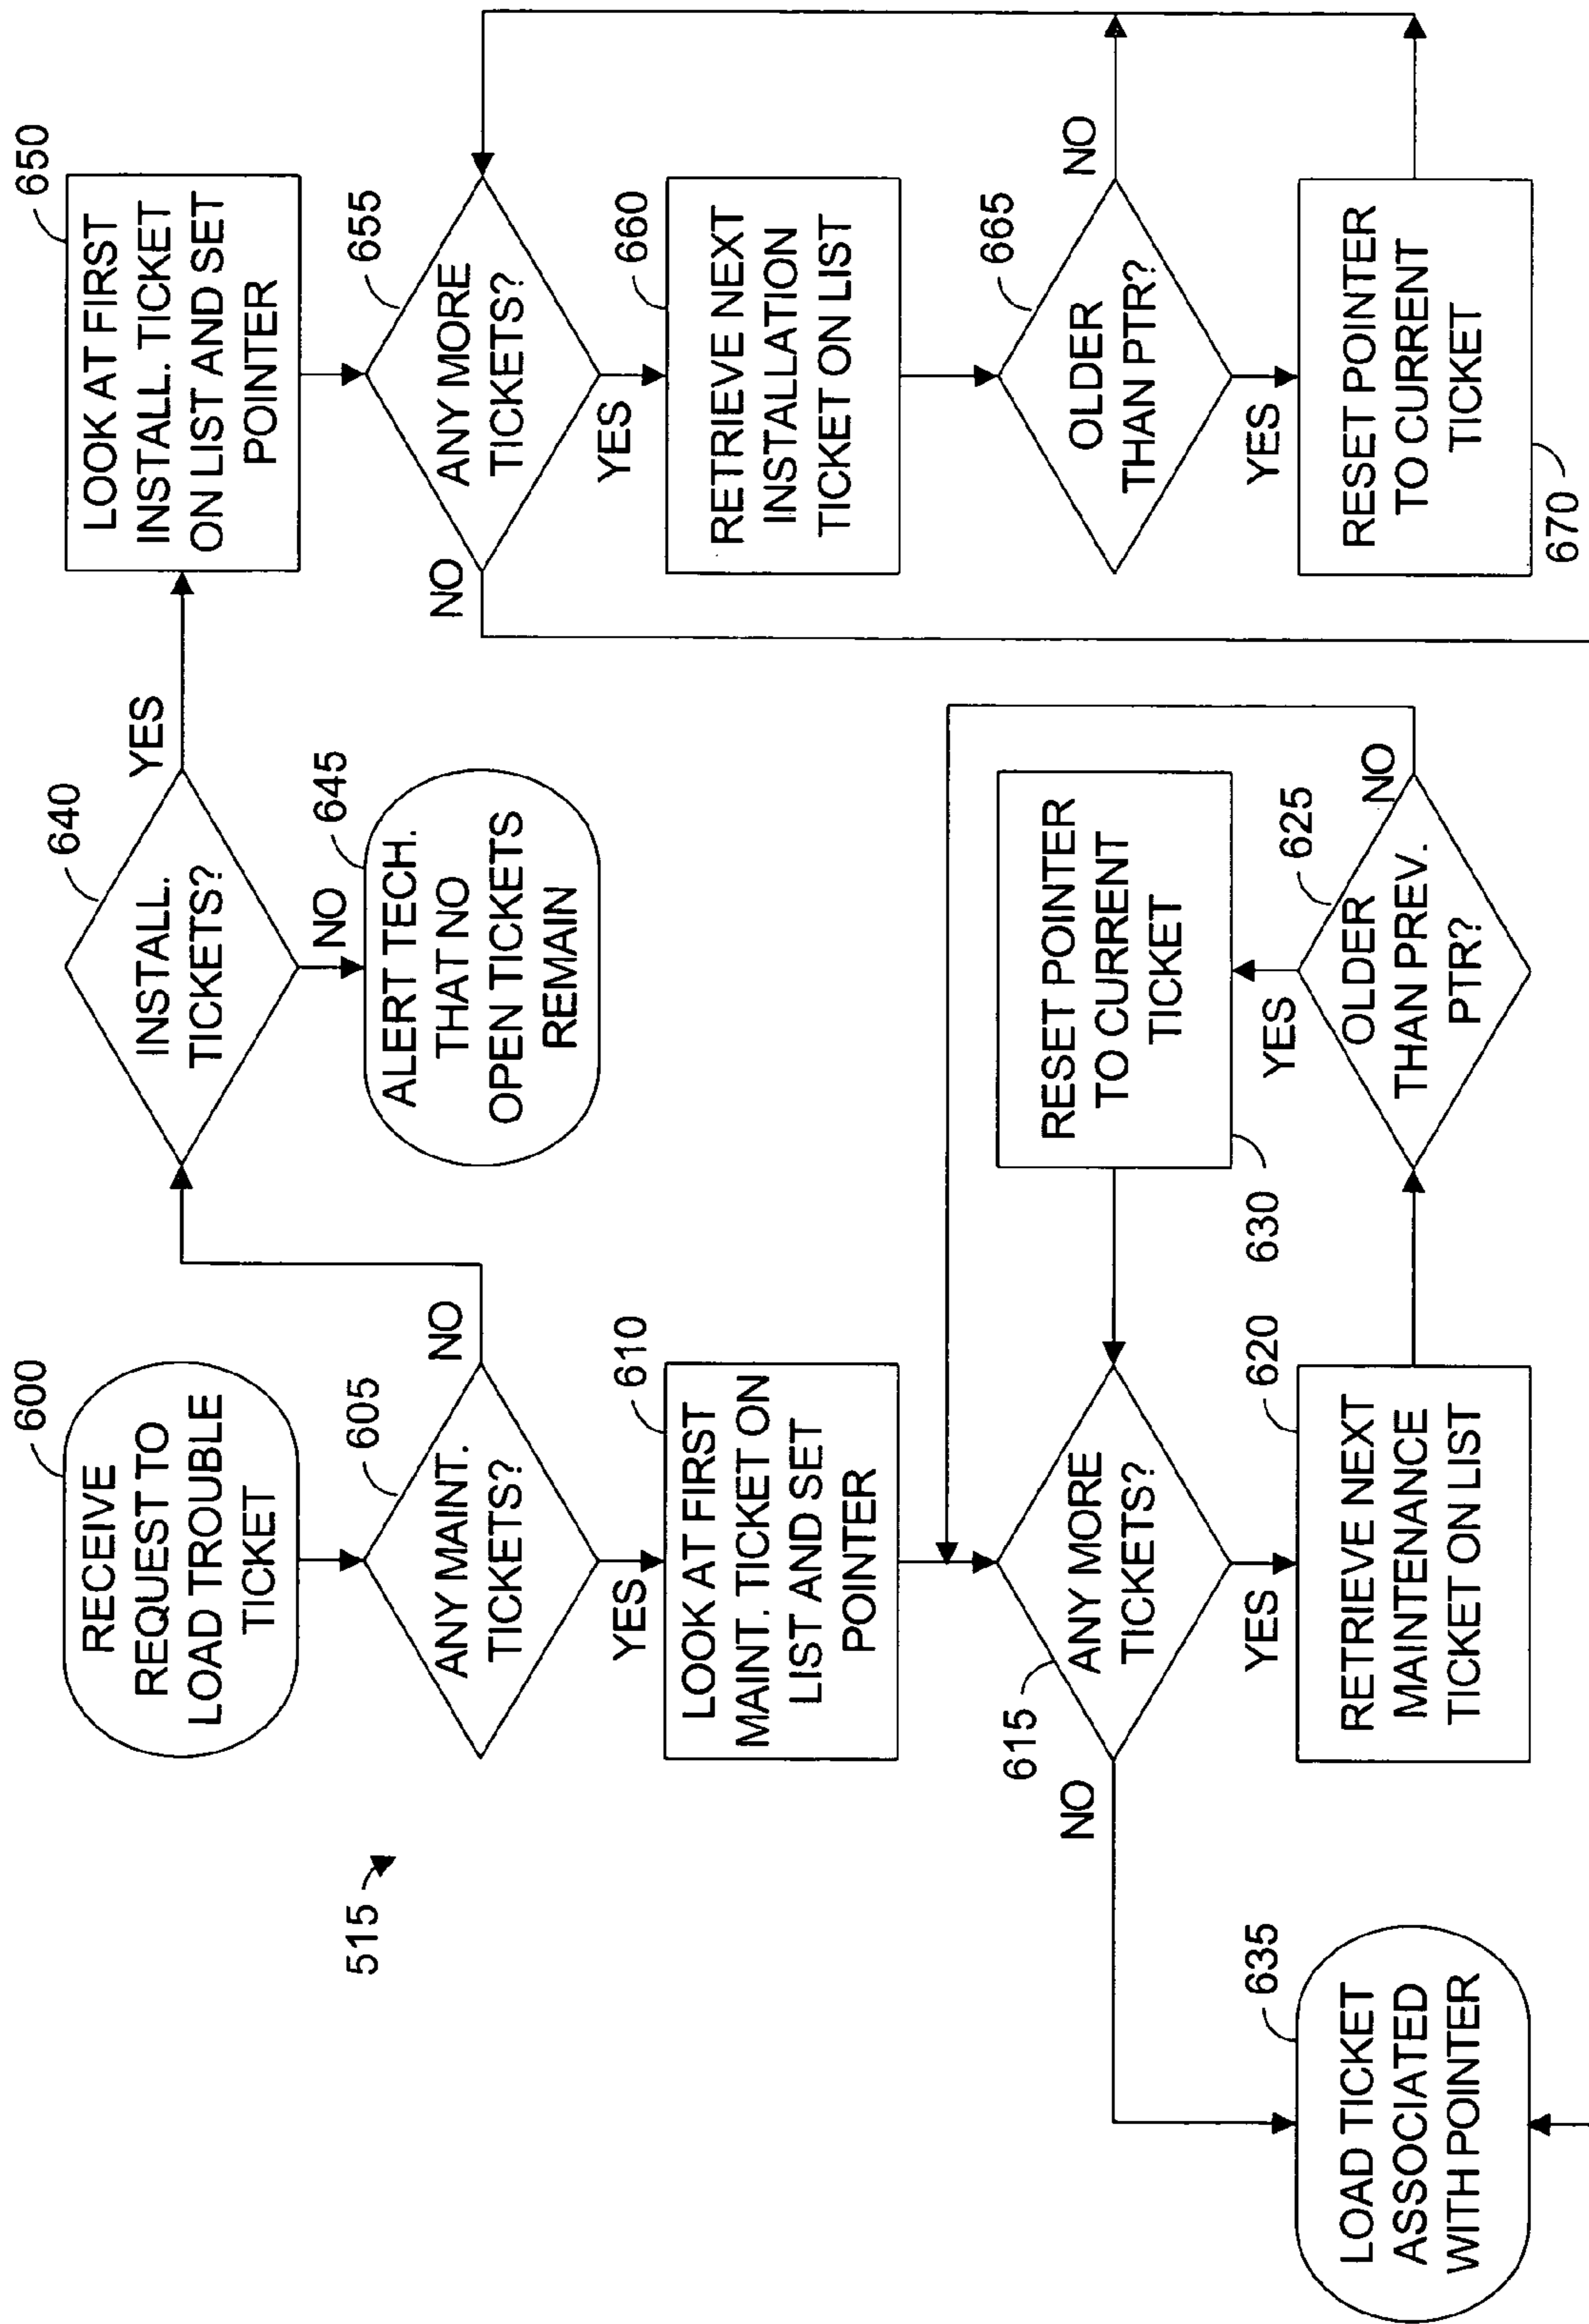 600
RECEIVE
REQUEST TO
LOAD TROUBLE
TICKET
605
ANY MAINT.
TICKETS?
NO
YES
610
LOOK AT FIRST
MAINT. TICKET ON
LIST AND SET
POINTER
615
ANY MORE
TICKETS?
NO
YES
620
RETRIEVE NEXT
MAINTENANCE
TICKET ON LIST
625
OLDER
THAN PREV.
PTR?
NO
YES
630
RESET POINTER
TO CURRENT
TICKET
635
LOAD TICKET
ASSOCIATED
WITH POINTER
515
640
INSTALL.
TICKETS?
YES
NO
645
ALERT TECH.
THAT NO
OPEN TICKETS
REMAIN
650
LOOK AT FIRST
INSTALL. TICKET
ON LIST AND SET
POINTER
655
ANY MORE
TICKETS?
NO
YES
660
RETRIEVE NEXT
INSTALLATION
TICKET ON LIST
665
OLDER
THAN PTR?
NO
YES
RESET POINTER
TO CURRENT
TICKET
670